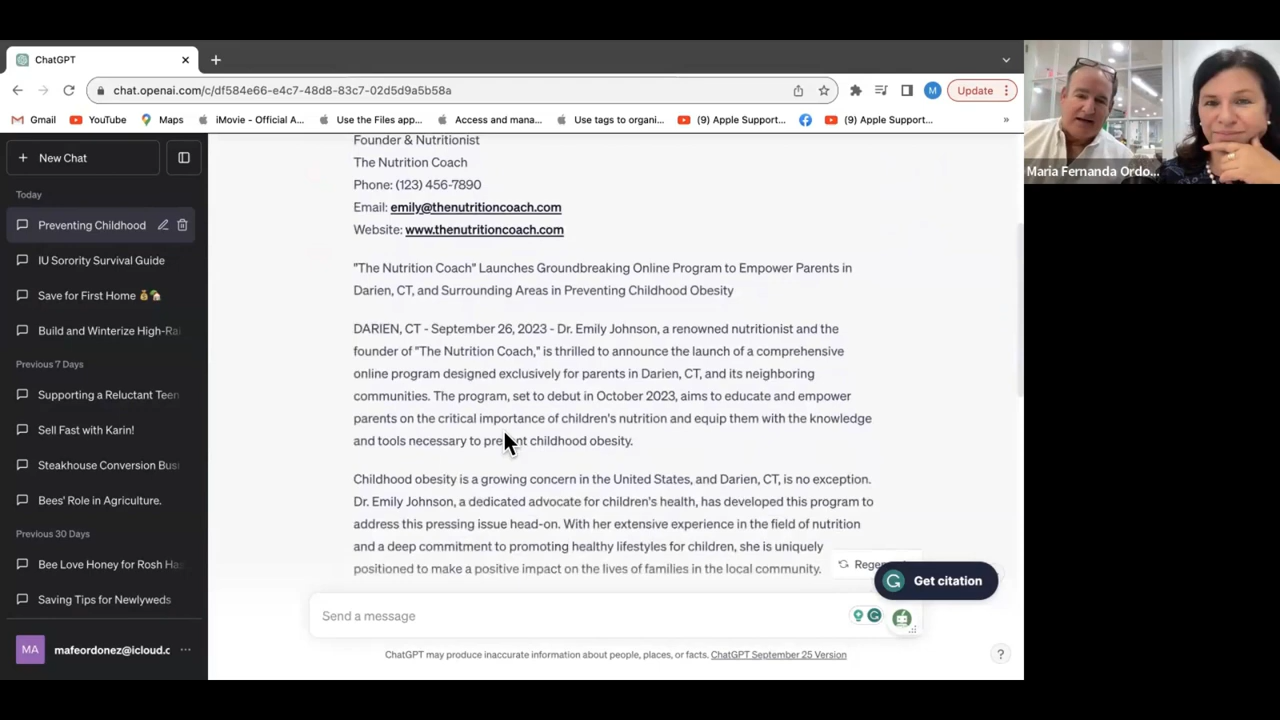 ChatGPT
chat.openai.com/c/df584e66-e4c7-48d8-83c7-02d5d9a5b58a
M
Update
Gmail
YouTube
Maps
iMovie - Official A...
Use the Files app...
Access and mana...
Use tags to organi...
(9) Apple Support...
(9) Apple Support...
»
New Chat
Today
Preventing Childhood
IU Sorority Survival Guide
Save for First Home 💰🏡
Build and Winterize High-Rai
Previous 7 Days
Supporting a Reluctant Teen
Sell Fast with Karin!
Steakhouse Conversion Busi
Bees' Role in Agriculture.
Previous 30 Days
Bee Love Honey for Rosh Ha
Saving Tips for Newlyweds
MA
mafeordonez@icloud.c ...
Founder & Nutritionist
The Nutrition Coach
Phone: (123) 456-7890
Email: emily@thenutritioncoach.com
Website: www.thenutritioncoach.com
"The Nutrition Coach" Launches Groundbreaking Online Program to Empower Parents in
Darien, CT, and Surrounding Areas in Preventing Childhood Obesity
DARIEN, CT - September 26, 2023 - Dr. Emily Johnson, a renowned nutritionist and the
founder of "The Nutrition Coach," is thrilled to announce the launch of a comprehensive
online program designed exclusively for parents in Darien, CT, and its neighboring
communities. The program, set to debut in October 2023, aims to educate and empower
parents on the critical importance of children's nutrition and equip them with the knowledge
and tools necessary to prevent childhood obesity.
Childhood obesity is a growing concern in the United States, and Darien, CT, is no exception.
Dr. Emily Johnson, a dedicated advocate for children's health, has developed this program to
address this pressing issue head-on. With her extensive experience in the field of nutrition
and a deep commitment to promoting healthy lifestyles for children, she is uniquely
positioned to make a positive impact on the lives of families in the local community.
Rege
Get citation
Send a message
ChatGPT may produce inaccurate information about people, places, or facts. ChatGPT September 25 Version
?
Maria Fernanda Ordo...